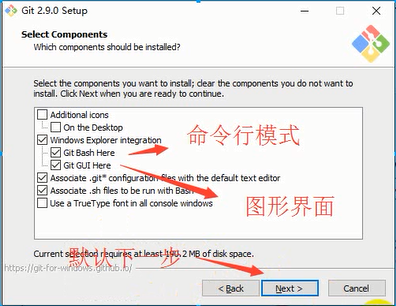 Git 2.9.0 Setup
Select Components
Which components should be installed?
Select the components you want to install; clear the components you do not want to
install. Click Next when you are ready to continue.
Additional icons
On the Desktop
Windows Explorer integration
Git Bash Here
命令行模式
Git GUI Here
Associate .git* configuration files with the default text editor
Associate .sh files to be run with Bash
图形界面
Use a TrueType font in all console windows
默认下一步
Current selection requires at least 190.2 MB of disk space.
https://git-for-windows.github.io/
< Back
Next >
Cancel